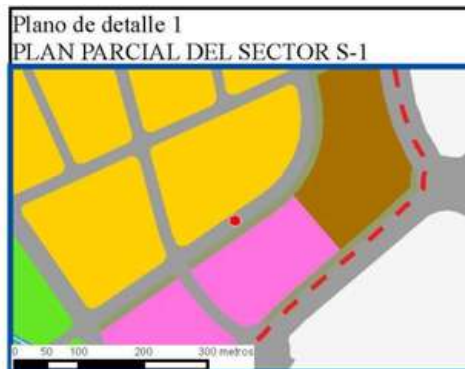 Plano de detalle 1
PLAN PARCIAL DEL SECTOR S-1
0 50 100 200 300 metros